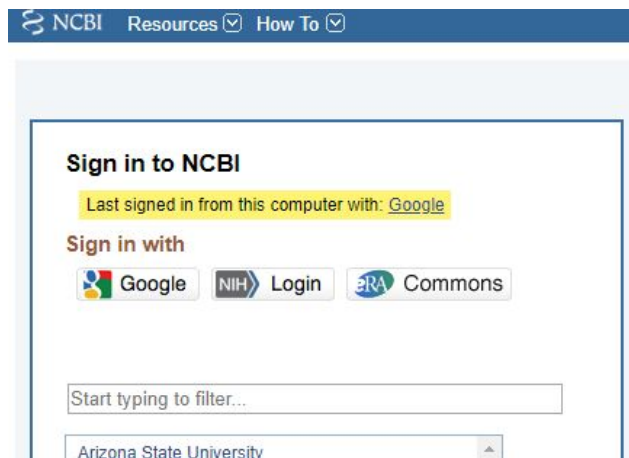 NCBI Resources How To
Sign in to NCBI
Last signed in from this computer with: Google
Sign in with
Google NIH Login eRA Commons
Start typing to filter...
Arizona State University